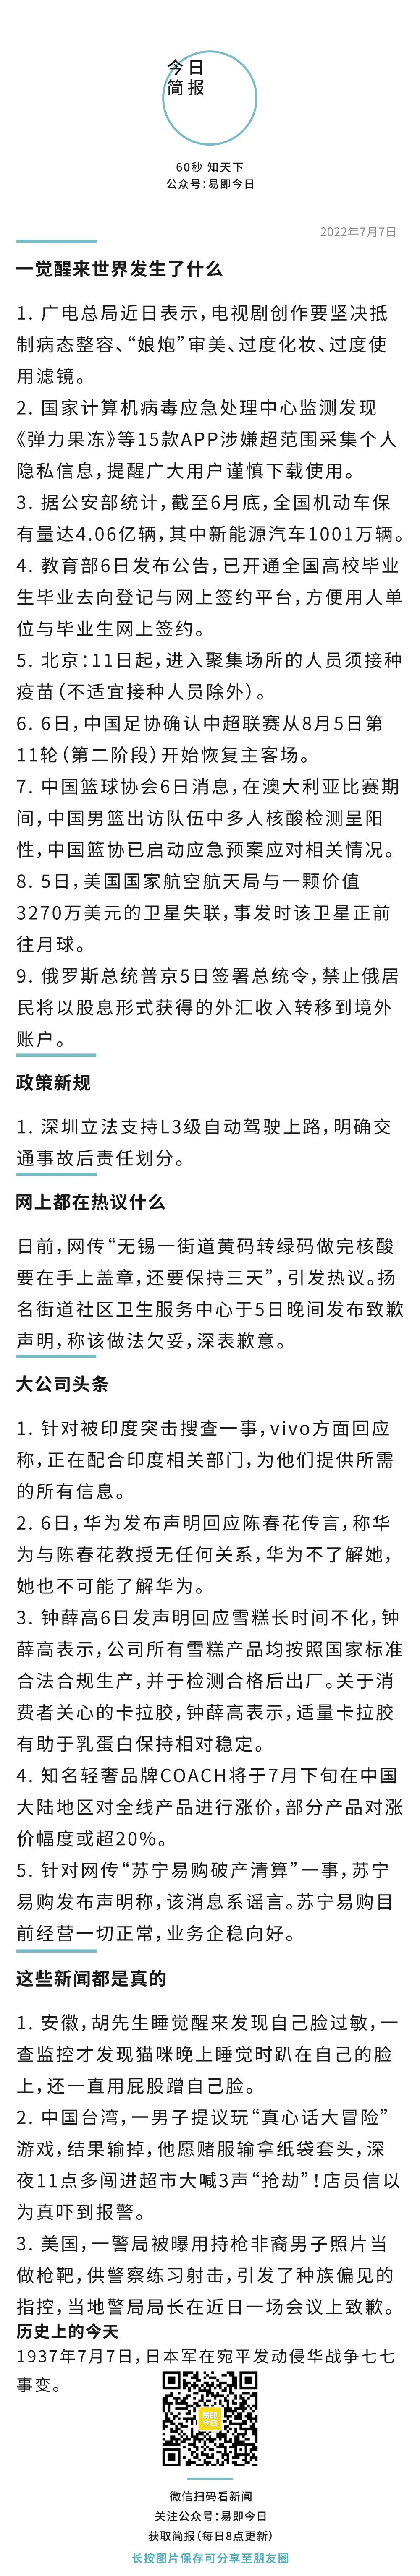 今日
简报
60秒 知天下
公众号：易即今日
2022年7月7日
一觉醒来世界发生了什么
1. 广电总局近日表示，电视剧创作要坚决抵
制病态整容、“娘炮”审美、过度化妆、过度使
用滤镜。
2. 国家计算机病毒应急处理中心监测发现
《弹力果冻》等15款APP涉嫌超范围采集个人
隐私信息，提醒广大用户谨慎下载使用。
3. 据公安部统计，截至6月底，全国机动车保
有量达4.06亿辆，其中新能源汽车1001万辆。
4. 教育部6日发布公告，已开通全国高校毕业
生毕业去向登记与网上签约平台，方便用人单
位与毕业生网上签约。
5. 北京：11日起，进入聚集场所的人员须接种
疫苗（不适宜接种人员除外）。
6. 6日，中国足协确认中超联赛从8月5日第
11轮（第二阶段）开始恢复主客场。
7. 中国篮球协会6日消息，在澳大利亚比赛期
间，中国男篮出访队伍中多人核酸检测呈阳
性，中国篮协已启动应急预案应对相关情况。
8. 5日，美国国家航空航天局与一颗价值
3270万美元的卫星失联，事发时该卫星正前
往月球。
9. 俄罗斯总统普京5日签署总统令，禁止俄居
民将以股息形式获得的外汇收入转移到境外
账户。
政策新规
1. 深圳立法支持L3级自动驾驶上路，明确交
通事故后责任划分。
网上都在热议什么
日前，网传“无锡一街道黄码转绿码做完核酸
要在手上盖章，还要保持三天”，引发热议。扬
名街道社区卫生服务中心于5日晚间发布致歉
声明，称该做法欠妥，深表歉意。
大公司头条
1. 针对被印度突击搜查一事，vivo方面回应
称，正在配合印度相关部门，为他们提供所需
的所有信息。
2. 6日，华为发布声明回应陈春花传言，称华
为与陈春花教授无任何关系，华为不了解她，
她也不可能了解华为。
3. 钟薛高6日发声明回应雪糕长时间不化，钟
薛高表示，公司所有雪糕产品均按照国家标准
合法合规生产，并于检测合格后出厂。关于消
费者关心的卡拉胶，钟薛高表示，适量卡拉胶
有助于乳蛋白保持相对稳定。
4. 知名轻奢品牌COACH将于7月下旬在中国
大陆地区对全线产品进行涨价，部分产品对涨
价幅度或超20%。
5. 针对网传“苏宁易购破产清算”一事，苏宁
易购发布声明称，该消息系谣言。苏宁易购目
前经营一切正常，业务企稳向好。
这些新闻都是真的
1. 安徽，胡先生睡觉醒来发现自己脸过敏，一
查监控才发现猫咪晚上睡觉时趴在自己的脸
上，还一直用屁股蹭自己脸。
2. 中国台湾，一男子提议玩“真心话大冒险”
游戏，结果输掉，他愿赌服输拿纸袋套头，深
夜11点多闯进超市大喊3声“抢劫”！店员信以
为真吓到报警。
3. 美国，一警局被曝用持枪非裔男子照片当
做枪靶，供警察练习射击，引发了种族偏见的
指控，当地警局局长在近日一场会议上致歉。
历史上的今天
1937年7月7日，日本军在宛平发动侵华战争七七
事变。
易即
今日
微信扫码看新闻
关注公众号：易即今日
获取简报（每日8点更新）
长按图片保存可分享至朋友圈